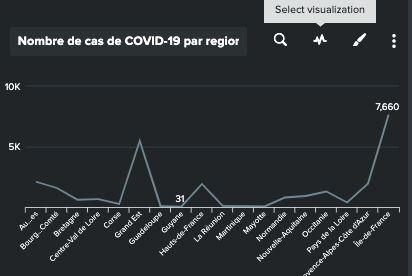 Select visualization
Nombre de cas de COVID-19 par region
10K
7,660
5K
31
Au...es
Bourg...Comté
Bretagne
Centre-Val de Loire
Corse
Grand Est
Guadeloupe
Guyane
Hauts-de-France
La Réunion
Martinique
Mayotte
Normandie
Nouvelle-Aquitaine
Occitanie
Pays de la Loire
ovence-Alpes-Côte d'Azur
Île-de-France